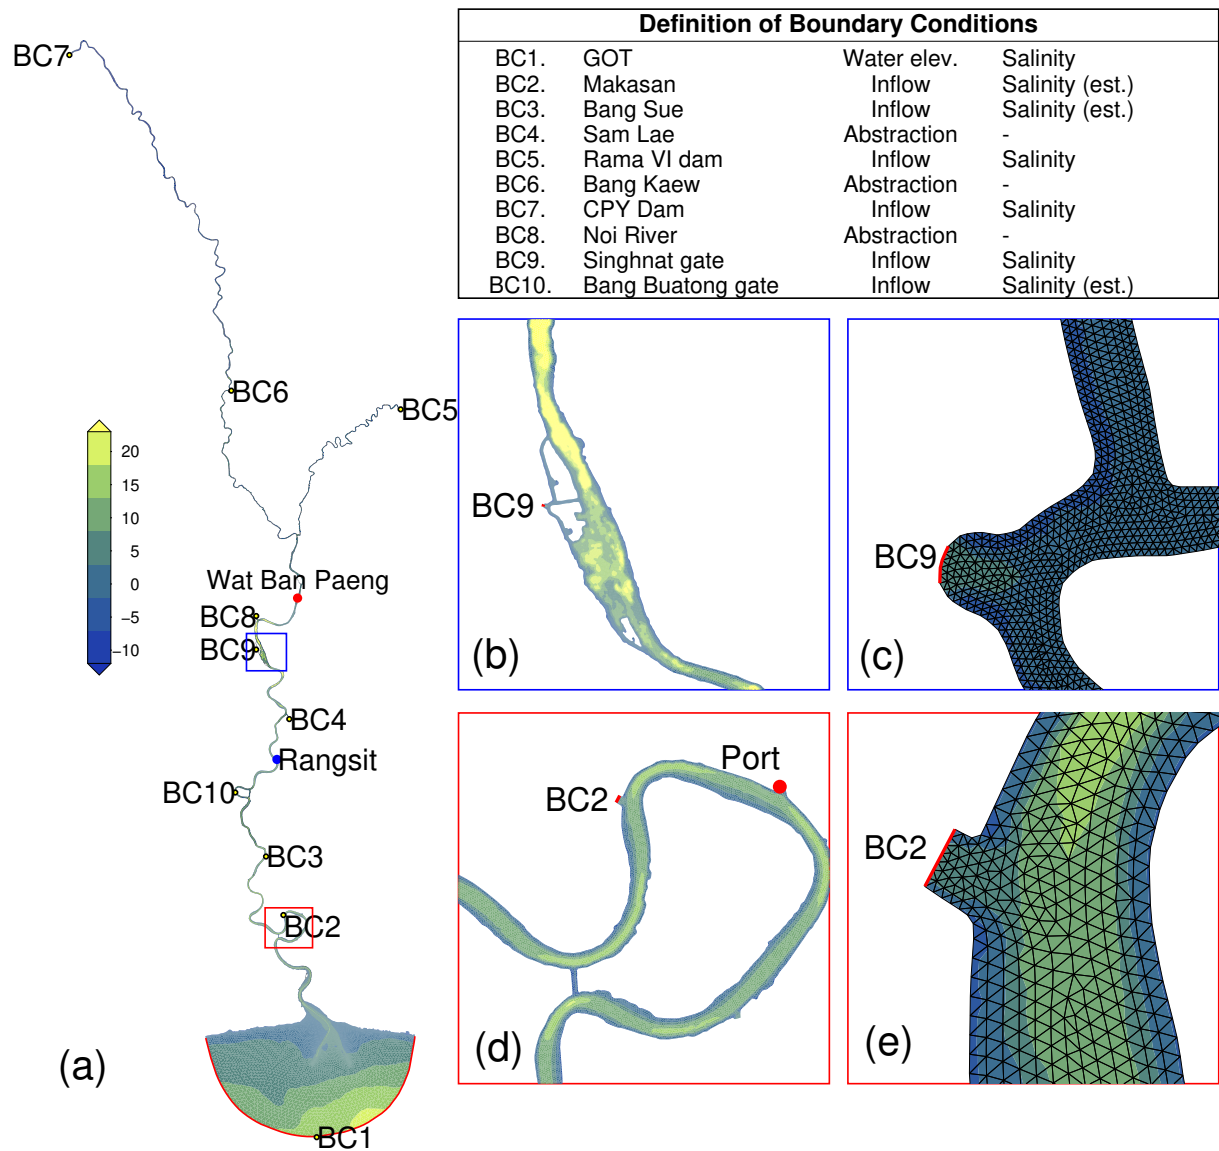 Definition of Boundary Conditions
BC1. GOT Water elev. Salinity
BC2. Makasan Inflow Salinity (est.)
BC3. Bang Sue Inflow Salinity (est.)
BC4. Sam Lae Abstraction -
BC5. Rama VI dam Inflow Salinity
BC6. Bang Kaew Abstraction -
BC7. CPY Dam Inflow Salinity
BC8. Noi River Abstraction -
BC9. Singhnat gate Inflow Salinity
BC10. Bang Buatong gate Inflow Salinity (est.)
BC7
BC6
BC5
20
15
10
5
0
−5
−10
Wat Ban Paeng
BC8
BC9
BC4
Rangsit
BC10
BC3
BC2
(a)
BC1
BC9
(b)
BC9
(c)
Port
BC2
(d)
BC2
(e)